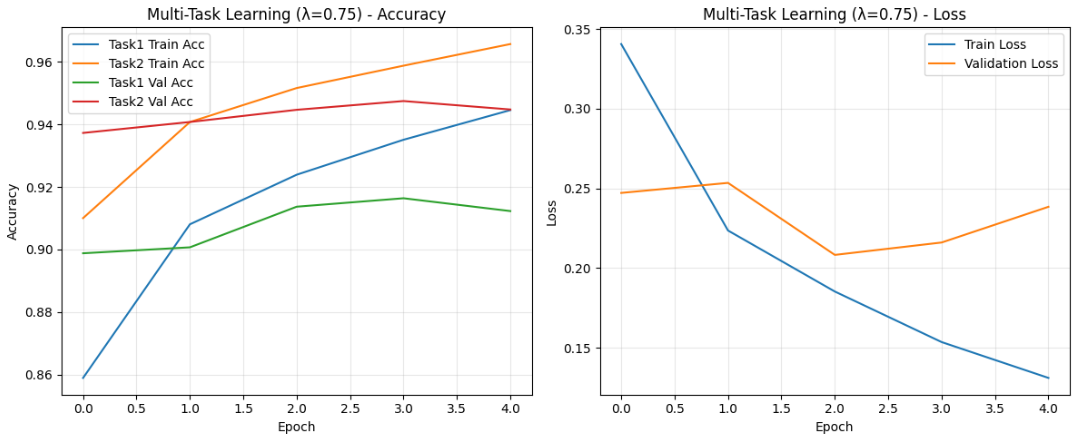 Multi-Task Learning (λ=0.75) - Accuracy
Task1 Train Acc
Task2 Train Acc
Task1 Val Acc
Task2 Val Acc
0.96
0.94
0.92
0.90
0.88
0.86
Accuracy
0.0 0.5 1.0 1.5 2.0 2.5 3.0 3.5 4.0
Epoch
Multi-Task Learning (λ=0.75) - Loss
Train Loss
Validation Loss
0.35
0.30
0.25
0.20
0.15
Loss
0.0 0.5 1.0 1.5 2.0 2.5 3.0 3.5 4.0
Epoch